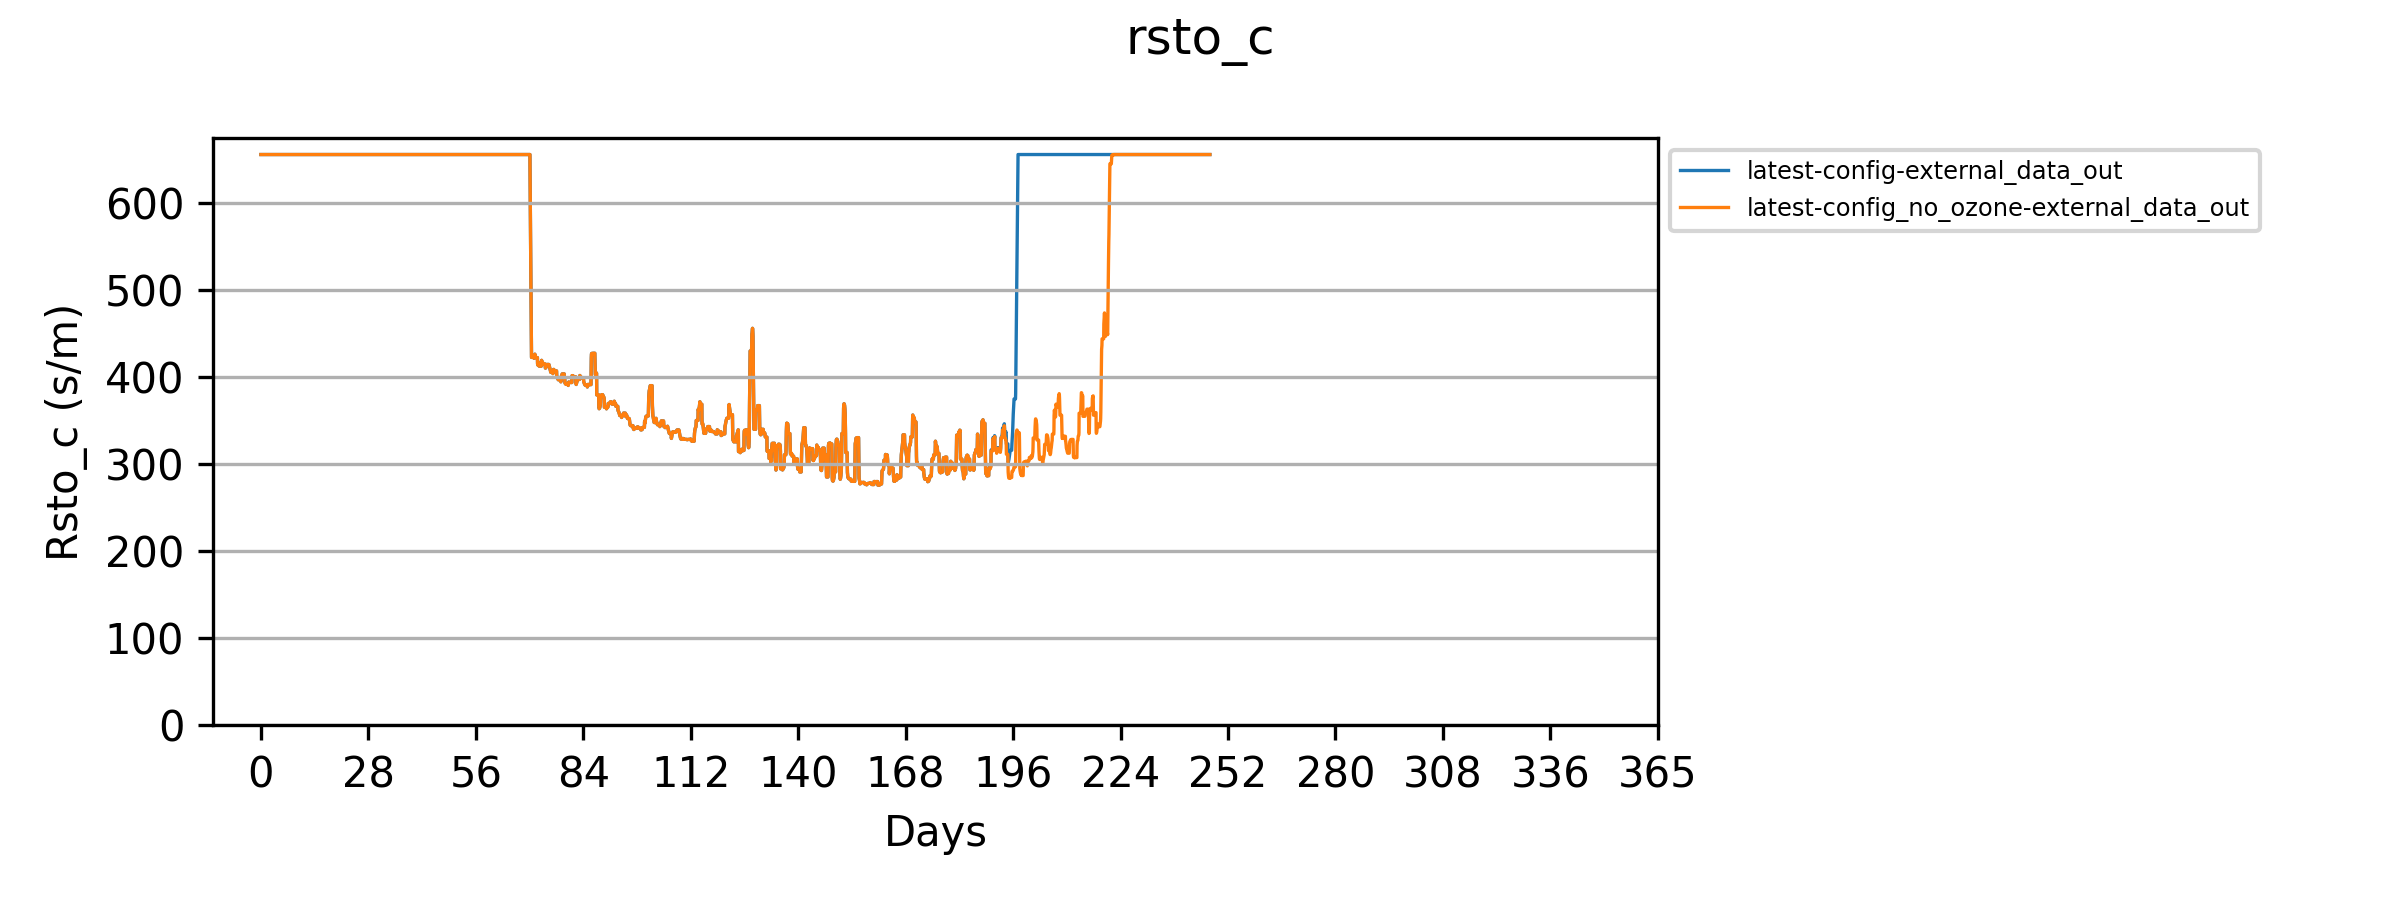 rsto_c
latest-config-external_data_out
latest-config_no_ozone-external_data_out
Rsto_c (s/m)
600
500
400
300
200
100
0
0 28 56 84 112 140 168 196 224 252 280 308 336 365
Days